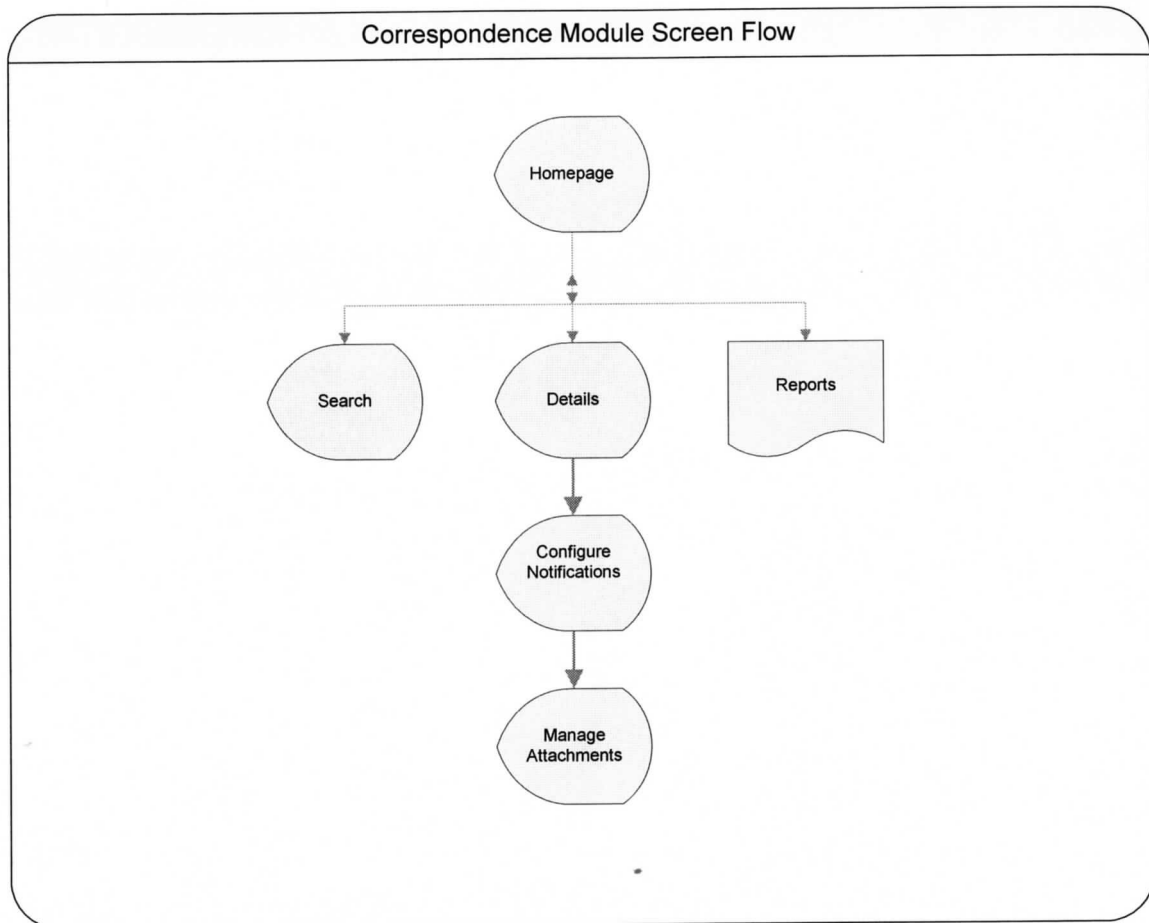 Correspondence Module Screen Flow
Homepage
Search
Details
Reports
Configure
Notifications
Manage
Attachments